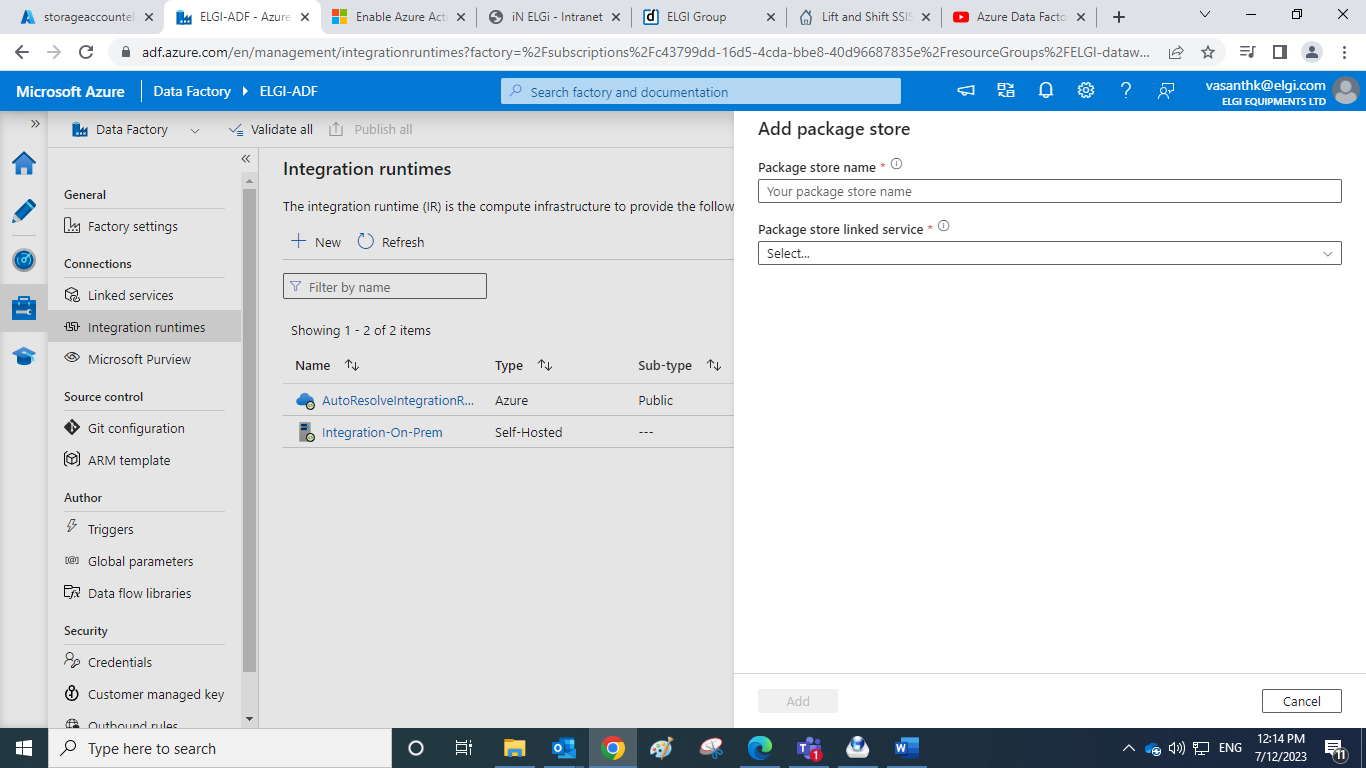 storageaccountel
ELGI-ADF - Azure
Enable Azure Act
iN ELGi - Intranet
ELGI Group
Lift and Shift SSIS
Azure Data Facto
adf.azure.com/en/management/integrationruntimes?factory=%2Fsubscriptions%2Fc43799dd-16d5-4cda-bbe8-40d96687835e%2FresourceGroups%2FELGI-dataw...
Microsoft Azure
Data Factory
ELGI-ADF
Search factory and documentation
vasanthk@elgi.com
ELGI EQUIPMENTS LTD
Data Factory
Validate all
Publish all
General
Factory settings
Connections
Linked services
Integration runtimes
Microsoft Purview
Source control
Git configuration
ARM template
Author
Triggers
Global parameters
Data flow libraries
Security
Credentials
Customer managed key
Outbound rules
Integration runtimes
The integration runtime (IR) is the compute infrastructure to provide the follow
New
Refresh
Filter by name
Showing 1 - 2 of 2 items
Name Type Sub-type
AutoResolveIntegrationR... Azure Public
Integration-On-Prem Self-Hosted ---
Add package store
Package store name *
Your package store name
Package store linked service *
Select...
Add
Cancel
Type here to search
1
ENG
12:14 PM
7/12/2023
11